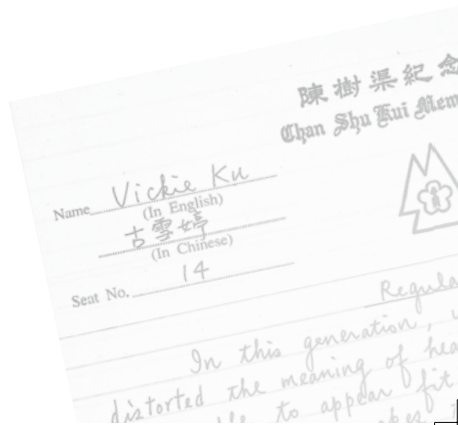 陳樹渠紀念
Chan Shu Kui Mem
Name Vickie Ku
(In English)
古雪婷
(In Chinese)
Seat No. 14
Regula
In this generation,
distorted the meaning of hea
to appear fit